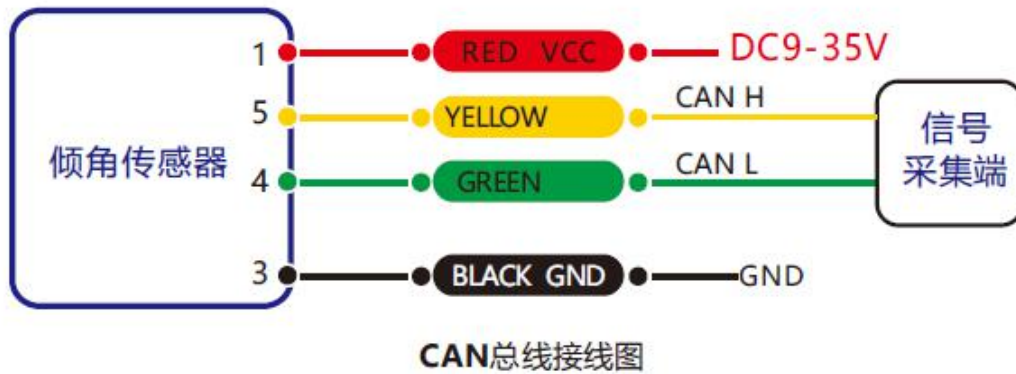 1 RED VCC DC9-35V
5 YELLOW CAN H
倾角传感器
信号
采集端
4 GREEN CAN L
3 BLACK GND GND
CAN总线接线图